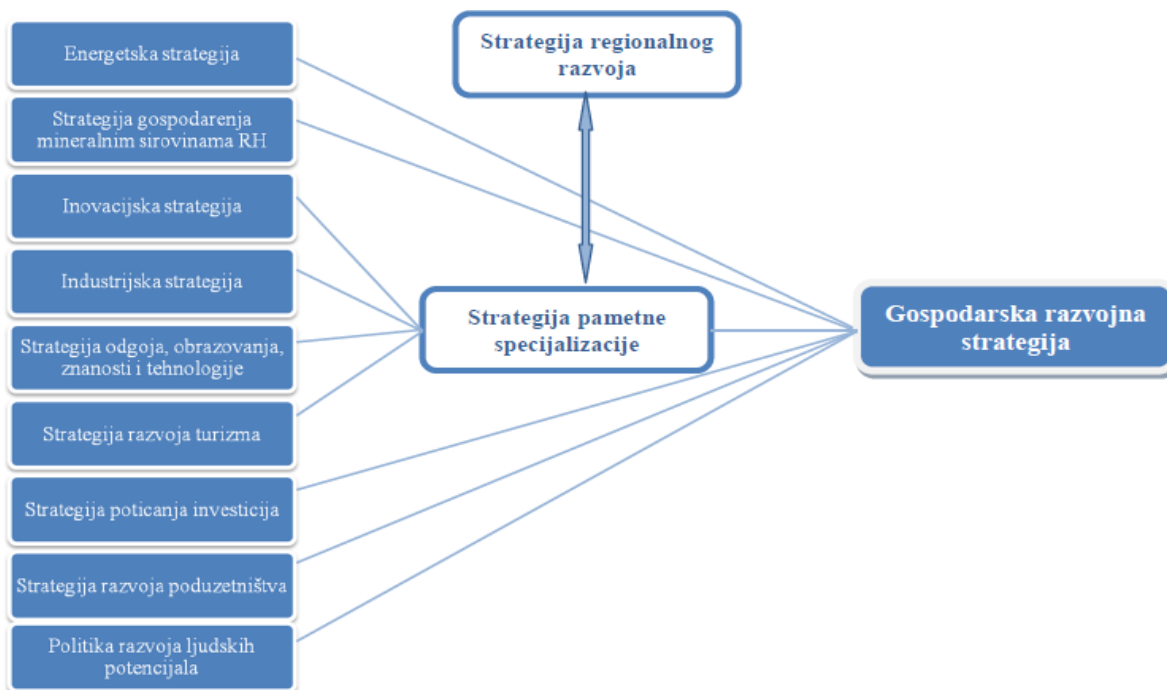 Energetska strategija
Strategija gospodarenja
mineralnim sirovinama RH
Inovacijska strategija
Industrijska strategija
Strategija odgoja, obrazovanja,
znanosti i tehnologije
Strategija razvoja turizma
Strategija poticanja investicija
Strategija razvoja poduzetništva
Politika razvoja ljudskih
potencijala
Strategija regionalnog
razvoja
Strategija pametne
specijalizacije
Gospodarska razvojna
strategija